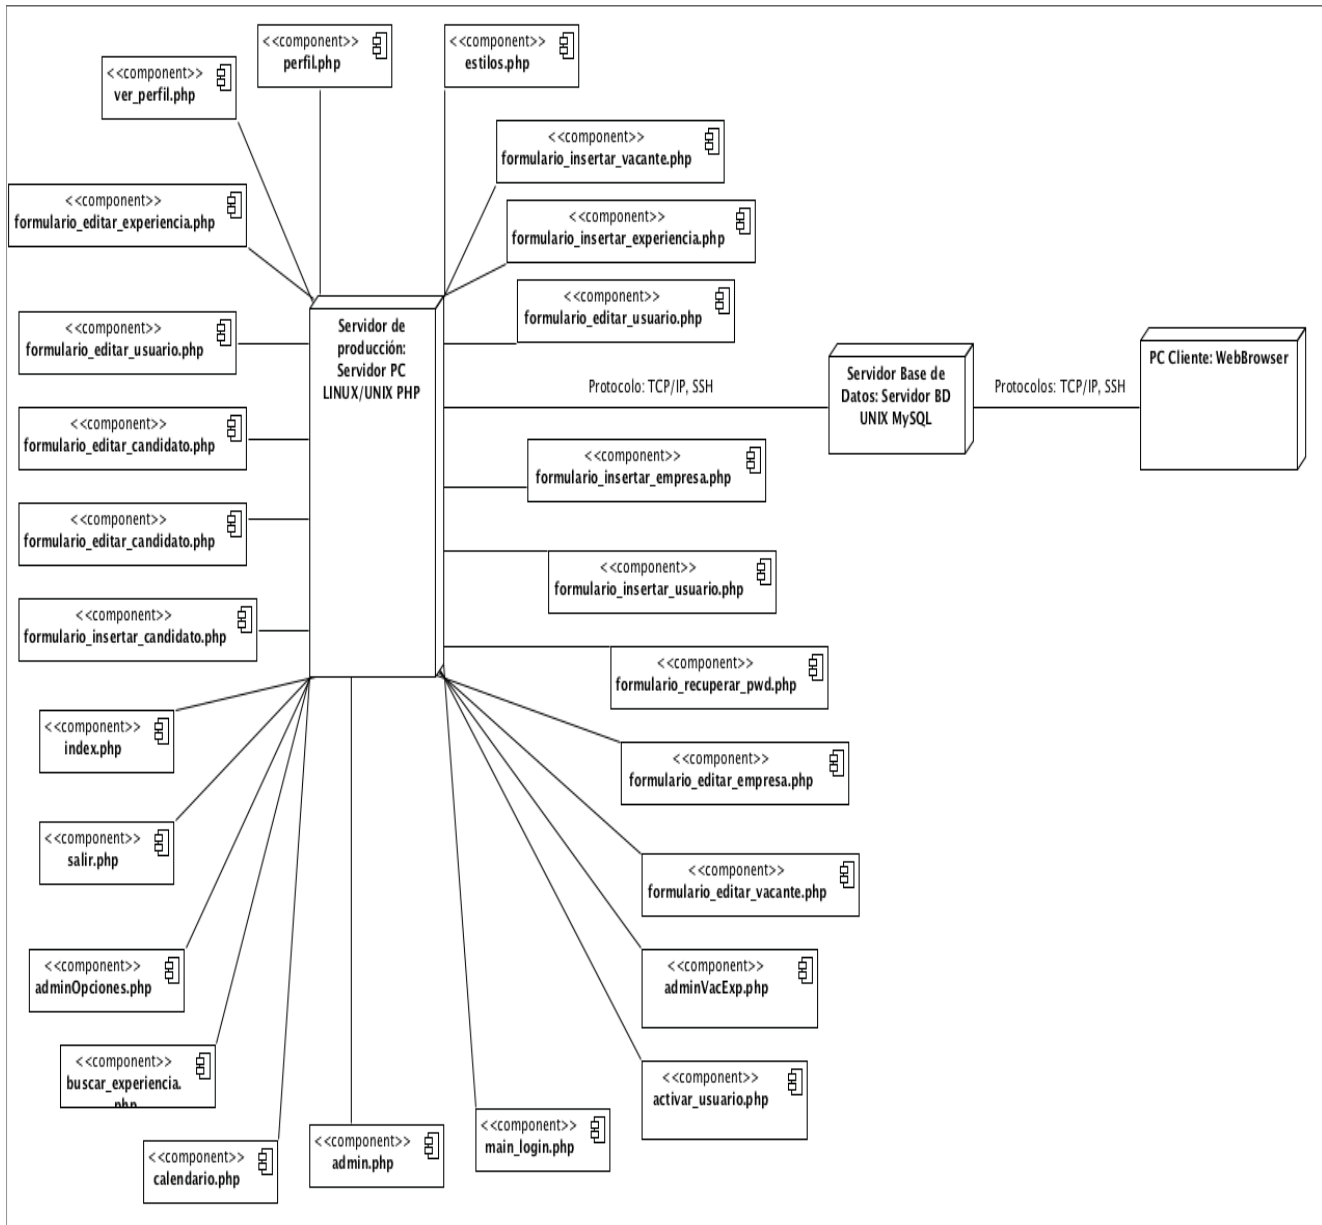 <<component>>
perfil.php
<<component>>
estilos.php
<<component>>
ver_perfil.php
<<component>>
formulario_insertar_vacante.php
<<component>>
formulario_editar_experiencia.php
<<component>>
formulario_insertar_experiencia.php
<<component>>
formulario_editar_usuario.php
<<component>>
formulario_editar_usuario.php
Servidor de
producción:
Servidor PC
LINUX/UNIX PHP
Protocolo: TCP/IP, SSH
Servidor Base de
Datos: Servidor BD
UNIX MySQL
Protocolos: TCP/IP, SSH
PC Cliente: WebBrowser
<<component>>
formulario_editar_candidato.php
<<component>>
formulario_insertar_empresa.php
<<component>>
formulario_editar_candidato.php
<<component>>
formulario_insertar_usuario.php
<<component>>
formulario_insertar_candidato.php
<<component>>
formulario_recuperar_pwd.php
<<component>>
index.php
<<component>>
formulario_editar_empresa.php
<<component>>
salir.php
<<component>>
formulario_editar_vacante.php
<<component>>
adminOpciones.php
<<component>>
adminVacExp.php
<<component>>
buscar_experiencia.
php
<<component>>
activar_usuario.php
<<component>>
calendario.php
<<component>>
admin.php
<<component>>
main_login.php